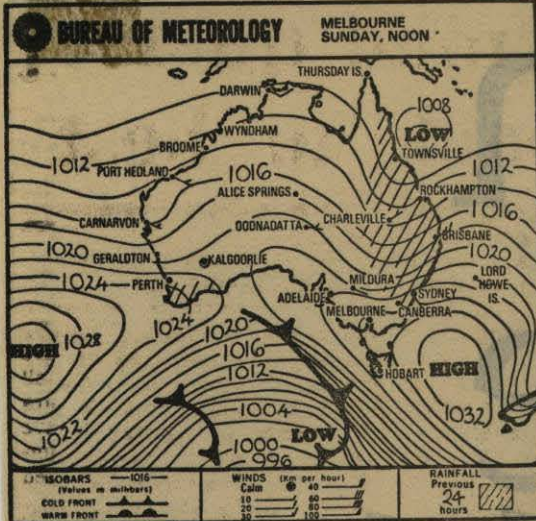 BUREAU OF METEOROLOGY
MELBOURNE
SUNDAY, NOON
THURSDAY IS.
DARWIN
1008
WYNDHAM
LOW
BROOME
TOWNSVILLE
1012
PORT HEDLAND
1016
1012
ALICE SPRINGS
ROCKHAMPTON
CARNARVON
CHARLEVILLE
1016
OODNADATTA
BRISBANE
1020
GERALDTON
KALGOORLIE
1020
1024
PERTH
MILDURA
LORD
HOWE
IS.
ADELAIDE
SYDNEY
1024
MELBOURNE
CANBERRA
1020
HIGH
1028
1016
HOBART
HIGH
1012
1032
1004
1022
1000
LOW
996
ISOBARS —1016—
(Values in millibars)
COLD FRONT
WARM FRONT
WINDS (Km per hour)
Calm 40
10 60
20 80
30 100
RAINFALL
Previous
24
hours